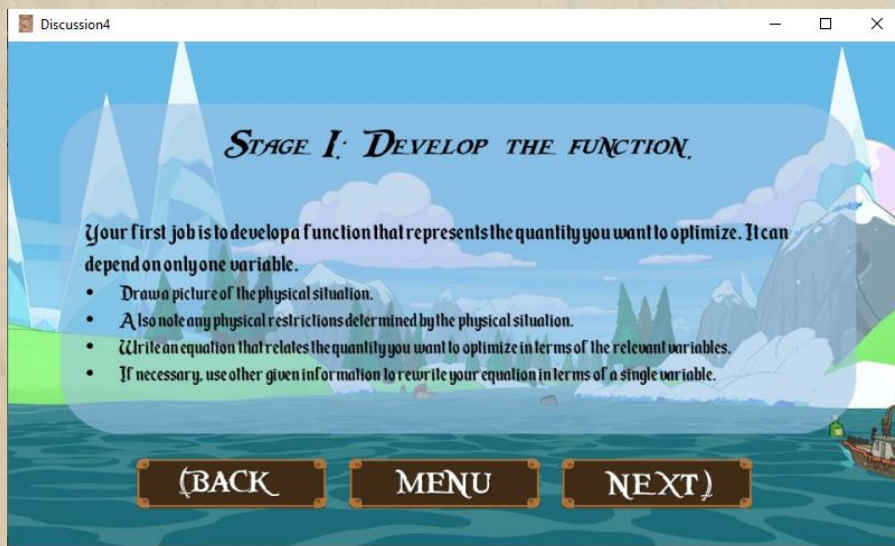 Discussion4
Stage I: Develop the function.
Your first job is to develop a function that represents the quantity you want to optimize. It can
depend on only one variable.
• Draw a picture of the physical situation.
• Also note any physical restrictions determined by the physical situation.
• Write an equation that relates the quantity you want to optimize in terms of the relevant variables.
• If necessary, use other given information to rewrite your equation in terms of a single variable.
(BACK
MENU
NEXT)